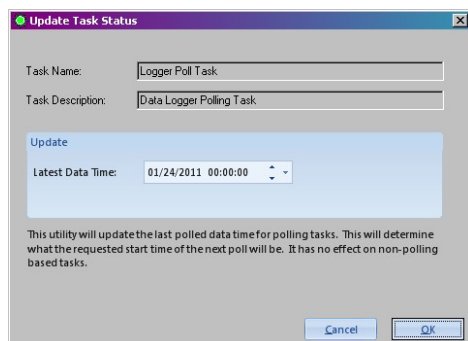 Update Task Status
Task Name: Logger Poll Task
Task Description: Data Logger Polling Task
Update
Latest Data Time: 01/24/2011 00:00:00
This utility will update the last polled data time for polling tasks. This will determine
what the requested start time of the next poll will be. It has no effect on non-polling
based tasks.
Cancel OK